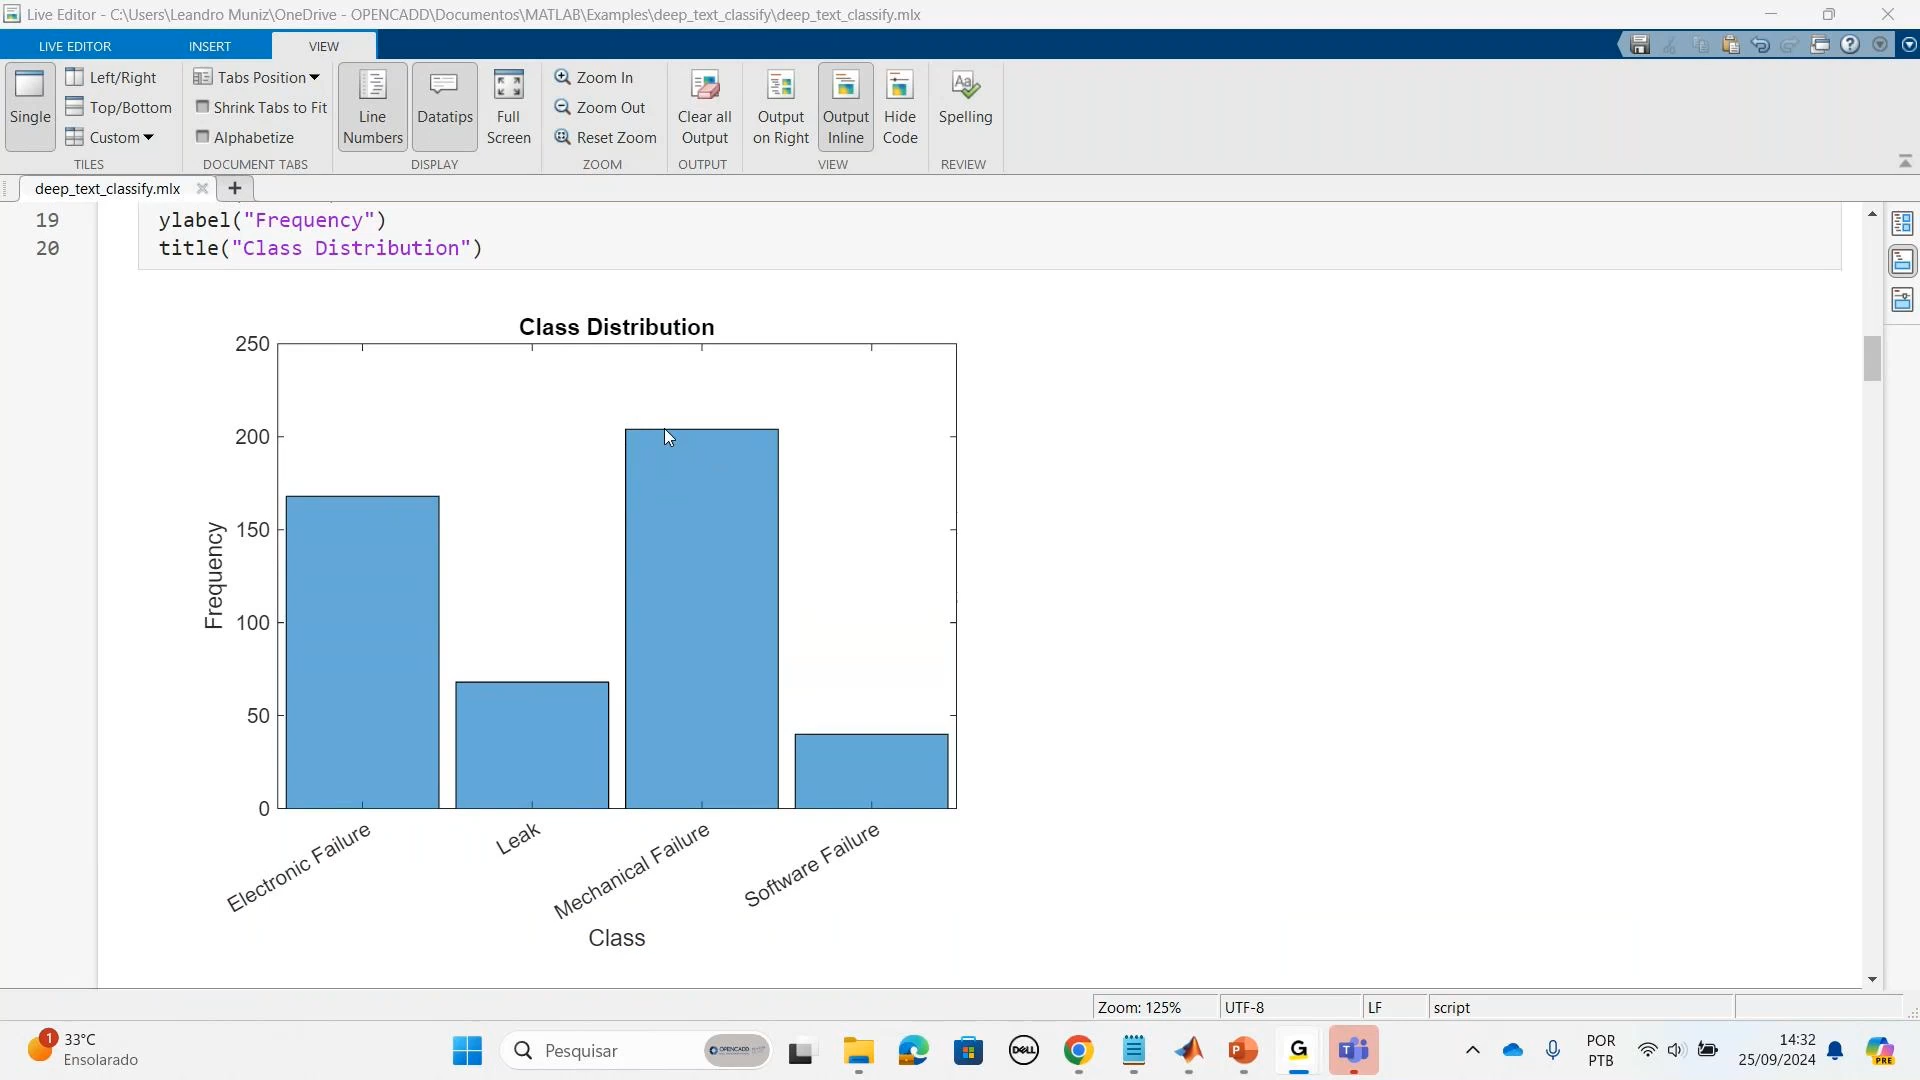 Live Editor - C:\Users\Leandro Muniz\OneDrive - OPENCADD\Documentos\MATLAB\Examples\deep_text_classify\deep_text_classify.mlx
LIVE EDITOR INSERT VIEW
Single
Left/Right
Top/Bottom
Custom
TILES
Tabs Position
Shrink Tabs to Fit
Alphabetize
DOCUMENT TABS
Line Numbers
Datatips
Full Screen
DISPLAY
Zoom In
Zoom Out
Reset Zoom
ZOOM
Clear all Output
OUTPUT
Output on Right
Output Inline
Hide Code
VIEW
Spelling
REVIEW
deep_text_classify.mlx
19 ylabel("Frequency")
20 title("Class Distribution")
Class Distribution
250
200
150
100
50
0
Frequency
Electronic Failure
Leak
Mechanical Failure
Software Failure
Class
Zoom: 125% UTF-8 LF script
1
33°C
Ensolarado
Pesquisar
OPENCADD
DELL
G
POR
PTB
14:32
25/09/2024
PRE